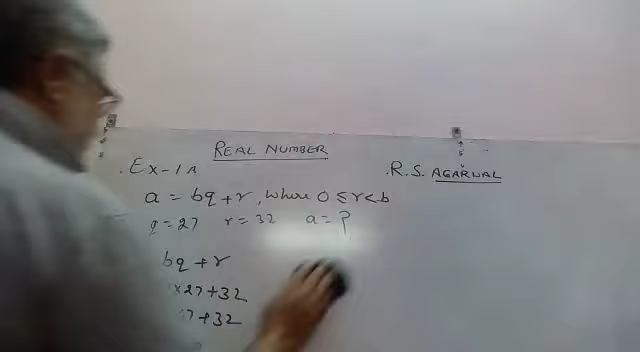 REAL NUMBER
.Ex-1A
.R.S. AGARWAL
a = bq + r, where 0 ≤ r < b
q = 27 r = 32 a = ?
bq + r
×27+32
7+32